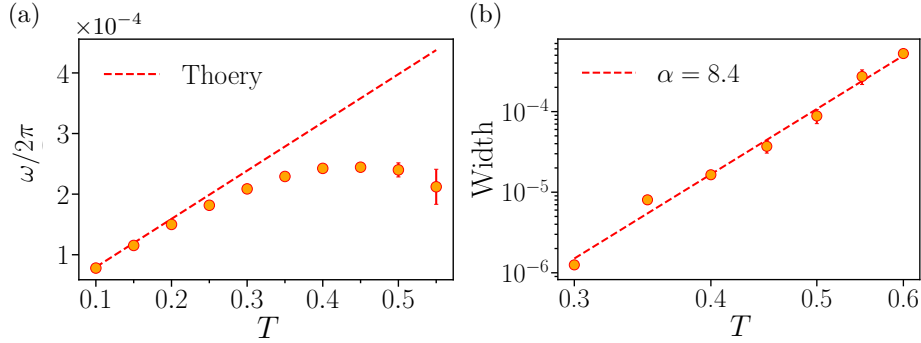 (a)
×10⁻⁴
ω/2π
4
3
2
1
Thoery
0.1 0.2 0.3 0.4 0.5
T
(b)
Width
10⁻⁴
10⁻⁵
10⁻⁶
α = 8.4
0.3 0.4 0.5 0.6
T